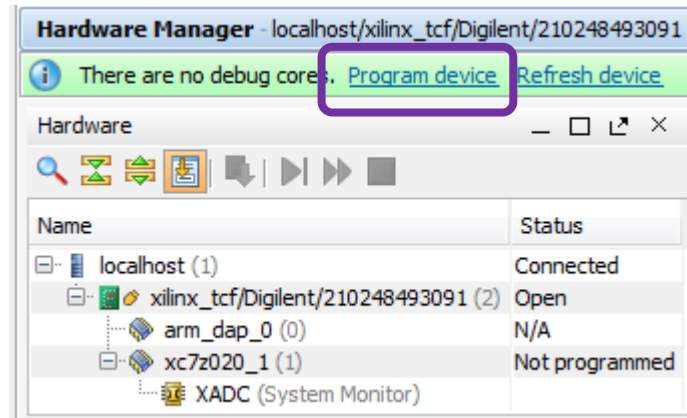 Hardware Manager - localhost/xilinx_tcf/Digilent/210248493091
There are no debug cores. Program device Refresh device
Hardware
Name Status
localhost (1) Connected
xilinx_tcf/Digilent/210248493091 (2) Open
arm_dap_0 (0) N/A
xc7z020_1 (1) Not programmed
XADC (System Monitor)